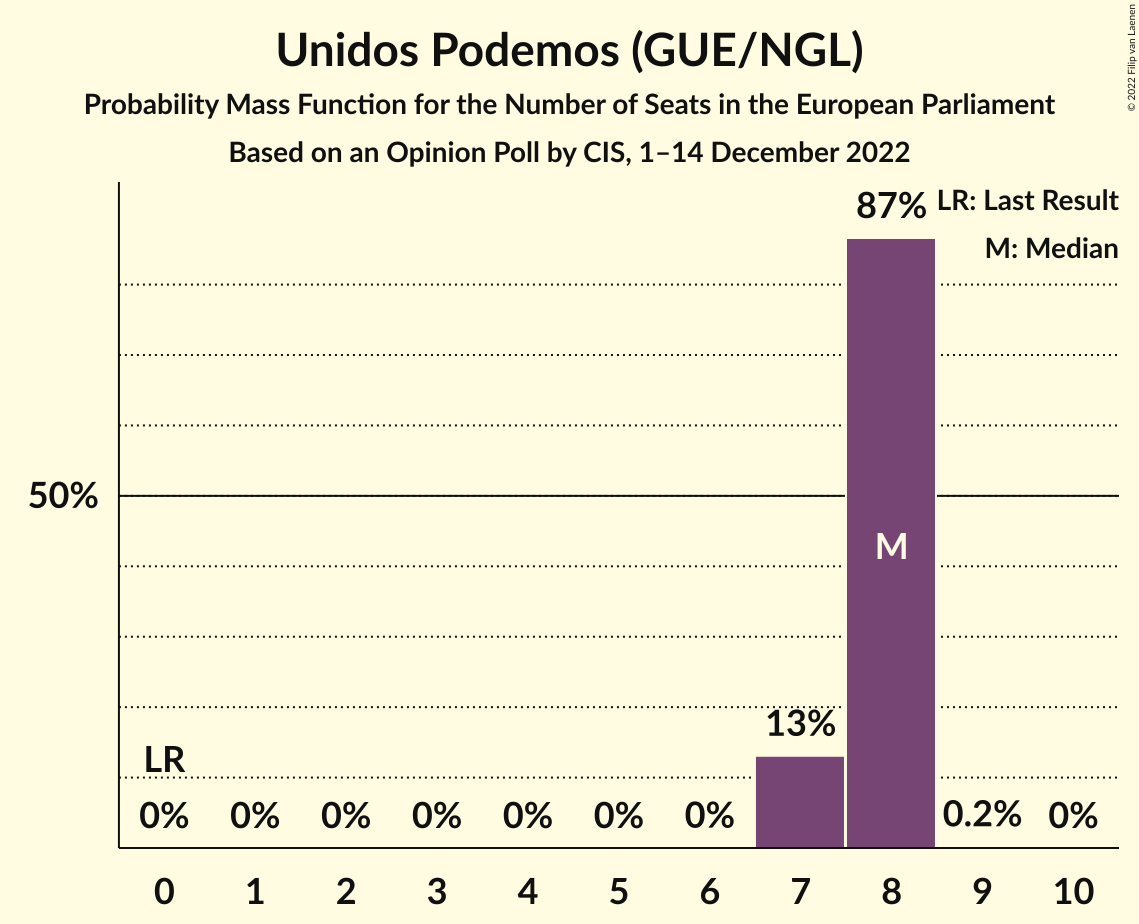 Unidos Podemos (GUE/NGL)
Probability Mass Function for the Number of Seats in the European Parliament
Based on an Opinion Poll by CIS, 1–14 December 2022
© 2022 Filip van Laenen
87%
LR: Last Result
M: Median
50%
M
13%
LR
0% 0% 0% 0% 0% 0% 0% 0.2% 0%
0 1 2 3 4 5 6 7 8 9 10